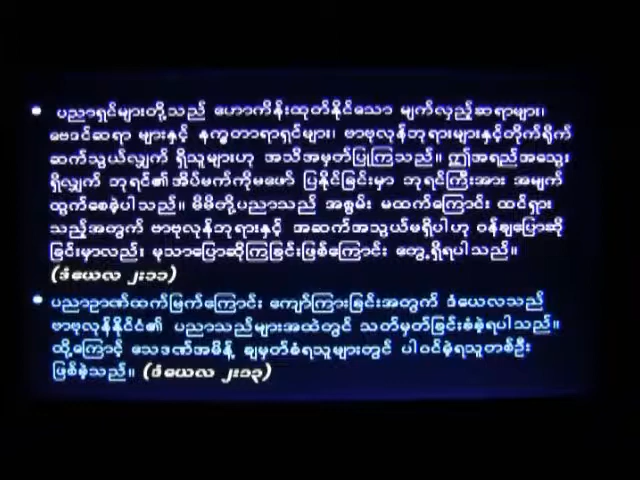 • ပညာရှင်များတို့သည် ဟောကိန်းထုတ်နိုင်သော မျက်လှည့်ဆရာများ၊
ဗေဒင်ဆရာ များနှင့် နက္ခတာရာရှင်များ၊ ဗာဗုလုန်ဘုရားများနှင့်တိုက်ရိုက်
ဆက်သွယ်လျှက် ရှိသူများဟု အသိအမှတ်ပြုကြသည်။ ဤအရည်အသွေး
ရှိလျှက် ဘုရင်၏အိပ်မက်ကိုမဖော် ပြနိုင်ခြင်းမှာ ဘုရင်ကြီးအား အမျက်
ထွက်စေခဲ့ပါသည်။ မိမိတို့ပညာသည် အစွမ်း မထက်ကြောင်း ထင်ရှား
သည့်အတွက် ဗာဗုလုန်ဘုရားနှင့် အဆက်အသွယ်မရှိပါဟု ဝန်ချပြောဆို
ခြင်းမှာလည်း မုသာပြောဆိုကြခြင်းဖြစ်ကြောင်း တွေ့ရှိရပါသည်။
(ဒံယေလ ၂း၁၁)
• ပညာဉာဏ်ထက်မြက်ကြောင်း ကျော်ကြားခြင်းအတွက် ဒံယေလသည်
ဗာဗုလုန်နိုင်ငံ၏ ပညာသည်များအထဲတွင် သတ်မှတ်ခြင်းခံခဲ့ရပါသည်။
ထို့ကြောင့် သေဒဏ်အမိန့် ချမှတ်ခံရသူများတွင် ပါဝင်ခဲ့ရသူတစ်ဦး
ဖြစ်ခဲ့သည်။ (ဒံယေလ ၂း၁၃)